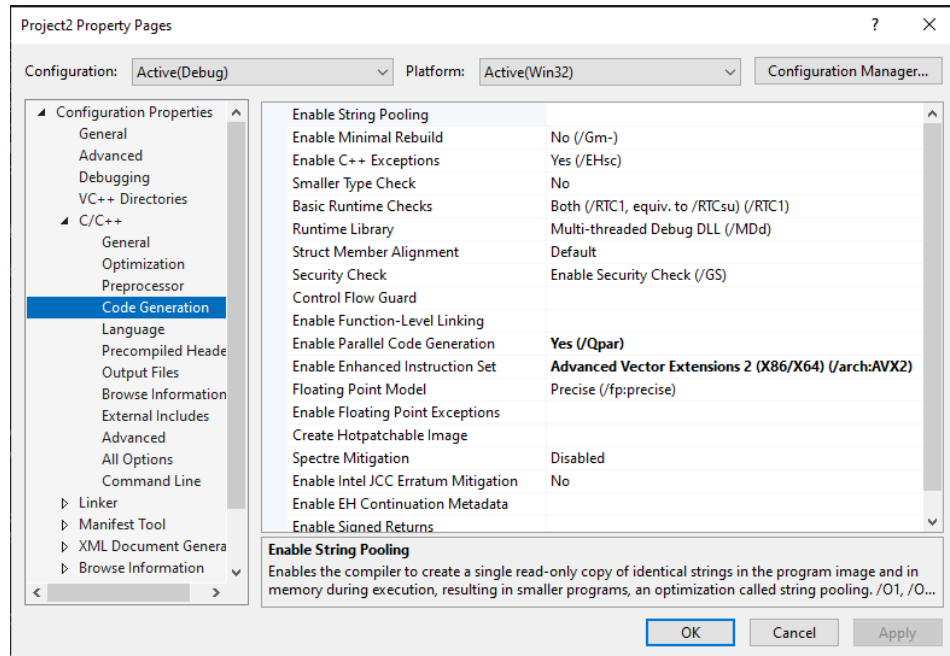 Project2 Property Pages
Configuration: Active(Debug) Platform: Active(Win32) Configuration Manager...
Configuration Properties
General
Advanced
Debugging
VC++ Directories
C/C++
General
Optimization
Preprocessor
Code Generation
Language
Precompiled Heade
Output Files
Browse Information
External Includes
Advanced
All Options
Command Line
Linker
Manifest Tool
XML Document Genera
Browse Information
Enable String Pooling
Enable Minimal Rebuild No (/Gm-)
Enable C++ Exceptions Yes (/EHsc)
Smaller Type Check No
Basic Runtime Checks Both (/RTC1, equiv. to /RTCsu) (/RTC1)
Runtime Library Multi-threaded Debug DLL (/MDd)
Struct Member Alignment Default
Security Check Enable Security Check (/GS)
Control Flow Guard
Enable Function-Level Linking
Enable Parallel Code Generation Yes (/Qpar)
Enable Enhanced Instruction Set Advanced Vector Extensions 2 (X86/X64) (/arch:AVX2)
Floating Point Model Precise (/fp:precise)
Enable Floating Point Exceptions
Create Hotpatchable Image
Spectre Mitigation Disabled
Enable Intel JCC Erratum Mitigation No
Enable EH Continuation Metadata
Enable Signed Returns
Enable String Pooling
Enables the compiler to create a single read-only copy of identical strings in the program image and in
memory during execution, resulting in smaller programs, an optimization called string pooling. /O1, /O...
OK Cancel Apply